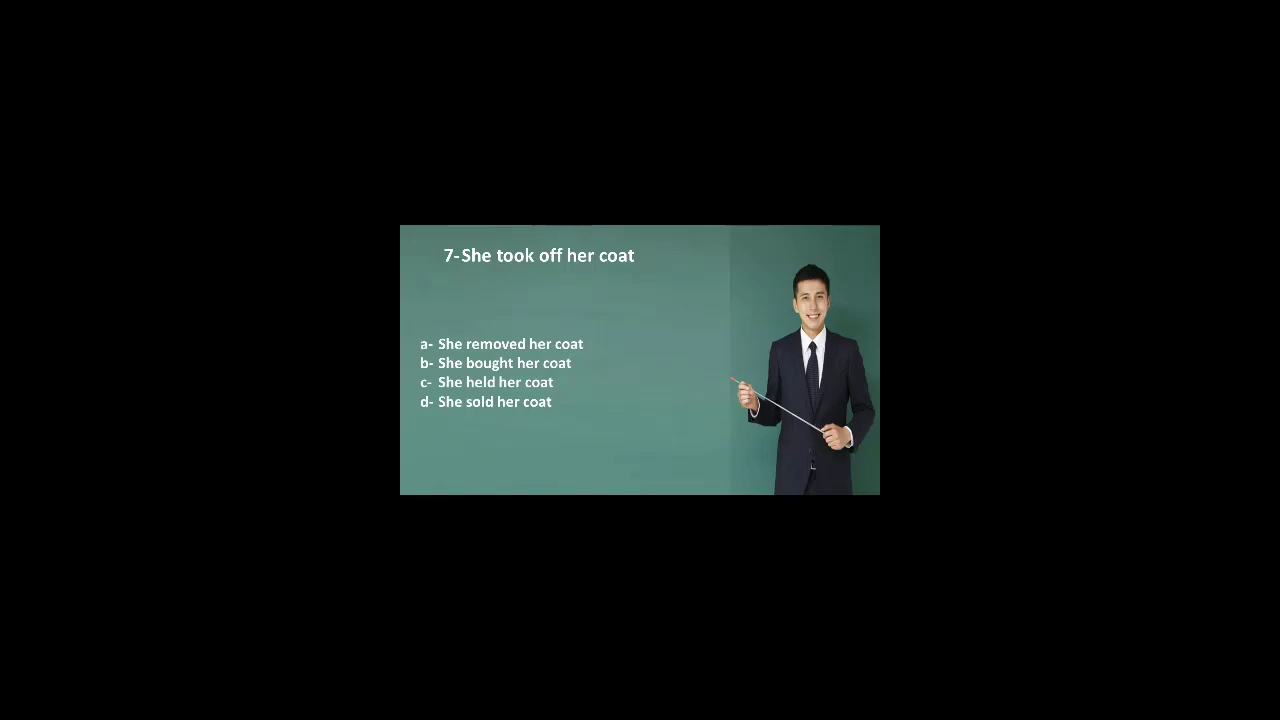 7-She took off her coat
a- She removed her coat
b- She bought her coat
c- She held her coat
d- She sold her coat